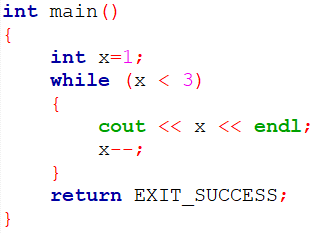 int main()
{
    int x=1;
    while (x < 3)
    {
        cout << x << endl;
        x--;
    }
    return EXIT_SUCCESS;
}